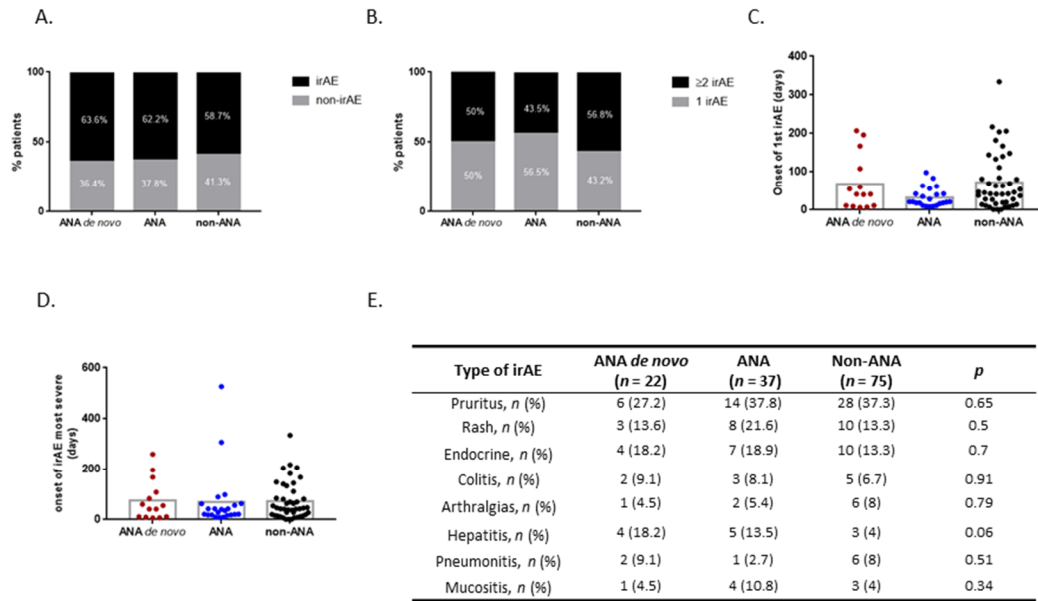 A.
100
50
0
% patients
63.6%
62.2%
58.7%
36.4%
37.8%
41.3%
ANA de novo
ANA
non-ANA
irAE
non-irAE
B.
100
50
0
% patients
50%
43.5%
56.8%
50%
56.5%
43.2%
ANA de novo
ANA
non-ANA
≥2 irAE
1 irAE
C.
400
300
200
100
0
Onset of 1st irAE (days)
ANA de novo
ANA
non-ANA
D.
600
400
200
0
onset of irAE most severe
(days)
ANA de novo
ANA
non-ANA
E.
Type of irAE ANA de novo (n = 22) ANA (n = 37) Non-ANA (n = 75) p
Pruritus, n (%) 6 (27.2) 14 (37.8) 28 (37.3) 0.65
Rash, n (%) 3 (13.6) 8 (21.6) 10 (13.3) 0.5
Endocrine, n (%) 4 (18.2) 7 (18.9) 10 (13.3) 0.7
Colitis, n (%) 2 (9.1) 3 (8.1) 5 (6.7) 0.91
Arthralgias, n (%) 1 (4.5) 2 (5.4) 6 (8) 0.79
Hepatitis, n (%) 4 (18.2) 5 (13.5) 3 (4) 0.06
Pneumonitis, n (%) 2 (9.1) 1 (2.7) 6 (8) 0.51
Mucositis, n (%) 1 (4.5) 4 (10.8) 3 (4) 0.34